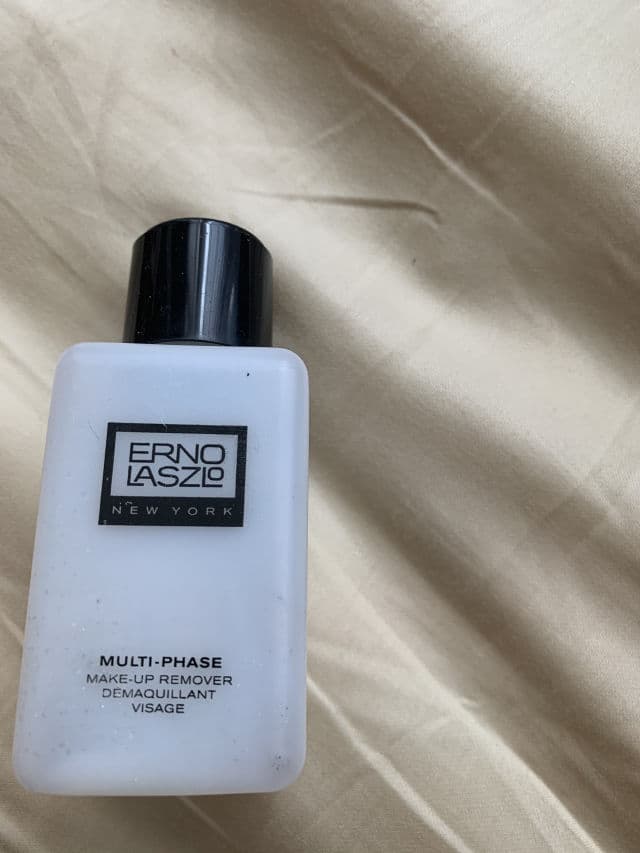 ERNO
LASZLO
NEW YORK
MULTI-PHASE
MAKE-UP REMOVER
DÉMAQUILLANT
VISAGE